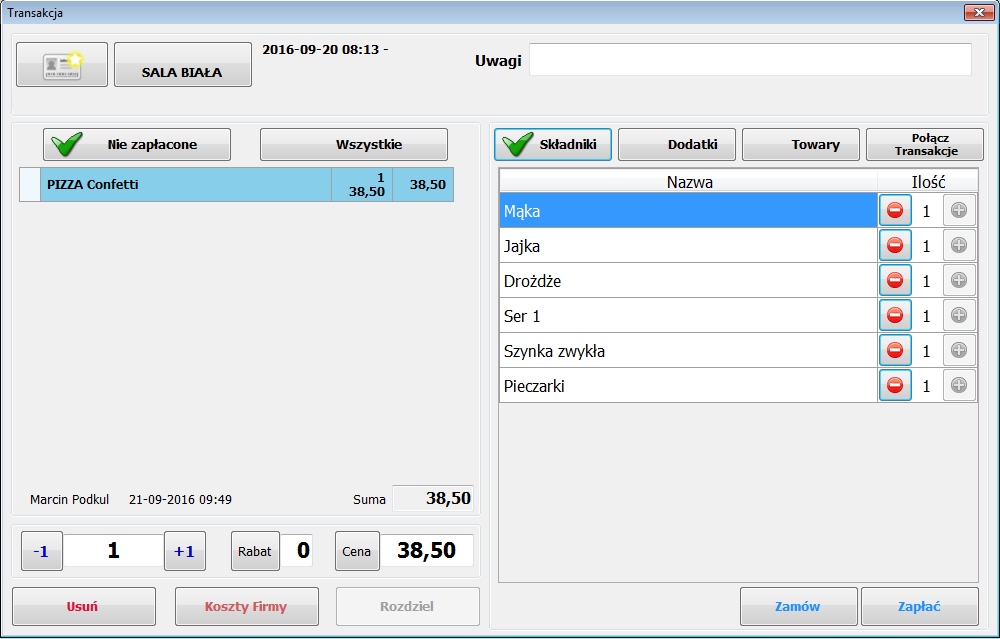 Transakcja
SALA BIAŁA
2016-09-20 08:13 -
Uwagi
Nie zapłacone
Wszystkie
PIZZA Confetti
1
38,50
38,50
Marcin Podkul 21-09-2016 09:49
Suma 38,50
-1 1 +1
Rabat 0
Cena 38,50
Usuń
Koszty Firmy
Rozdziel
Składniki
Dodatki
Towary
Połącz
Transakcje
Nazwa Ilość
Mąka 1
Jajka 1
Drożdże 1
Ser 1 1
Szynka zwykła 1
Pieczarki 1
Zamów
Zapłać